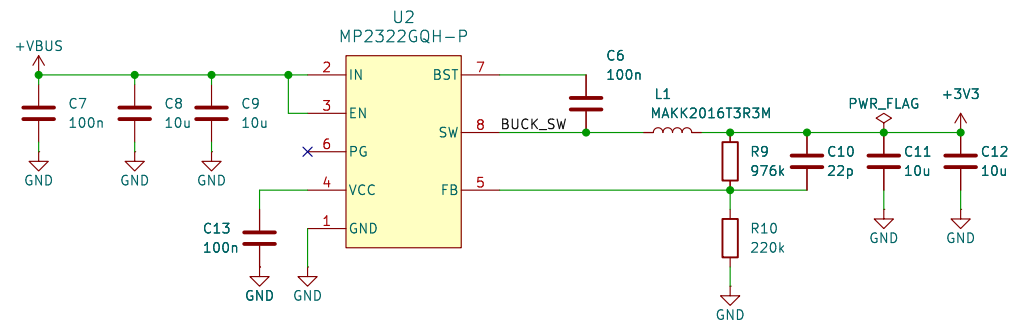 U2
MP2322GQH-P
+VBUS
C6
100n
2 IN
BST 7
C7
100n
C8
10u
C9
10u
L1
MAKK2016T3R3M
PWR_FLAG
+3V3
3 EN
SW 8
BUCK_SW
6 PG
R9
976k
C10
22p
C11
10u
C12
10u
GND
GND
GND
4 VCC
FB 5
C13
100n
1 GND
R10
220k
GND
GND
GND
GND
GND